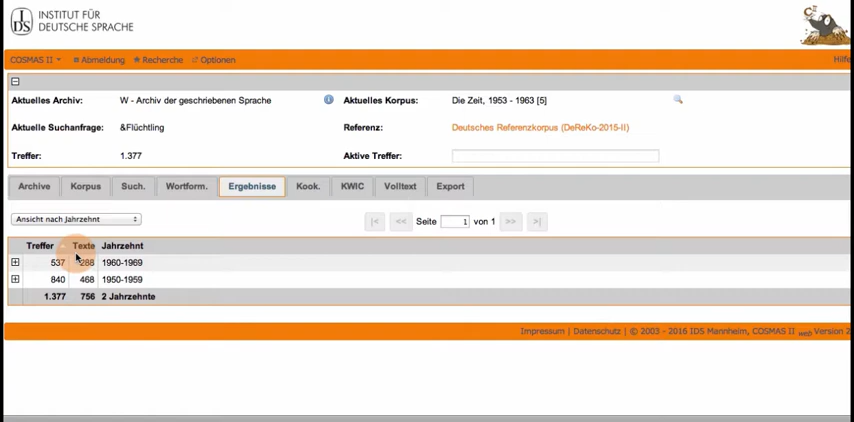 INSTITUT FÜR
DEUTSCHE SPRACHE
COSMAS II Abmeldung Recherche Optionen Hilfe
Aktuelles Archiv: W - Archiv der geschriebenen Sprache Aktuelles Korpus: Die Zeit, 1953 - 1963 [5]
Aktuelle Suchanfrage: &Flüchtling Referenz: Deutsches Referenzkorpus (DeReKo-2015-II)
Treffer: 1.377 Aktive Treffer:
Archive Korpus Such. Wortform. Ergebnisse Kook. KWIC Volltext Export
Ansicht nach Jahrzehnt |< << Seite 1 von 1 >> >|
Treffer Texte Jahrzehnt
537 288 1960-1969
840 468 1950-1959
1.377 756 2 Jahrzehnte
Impressum | Datenschutz | © 2003 - 2016 IDS Mannheim, COSMAS II web Version 2